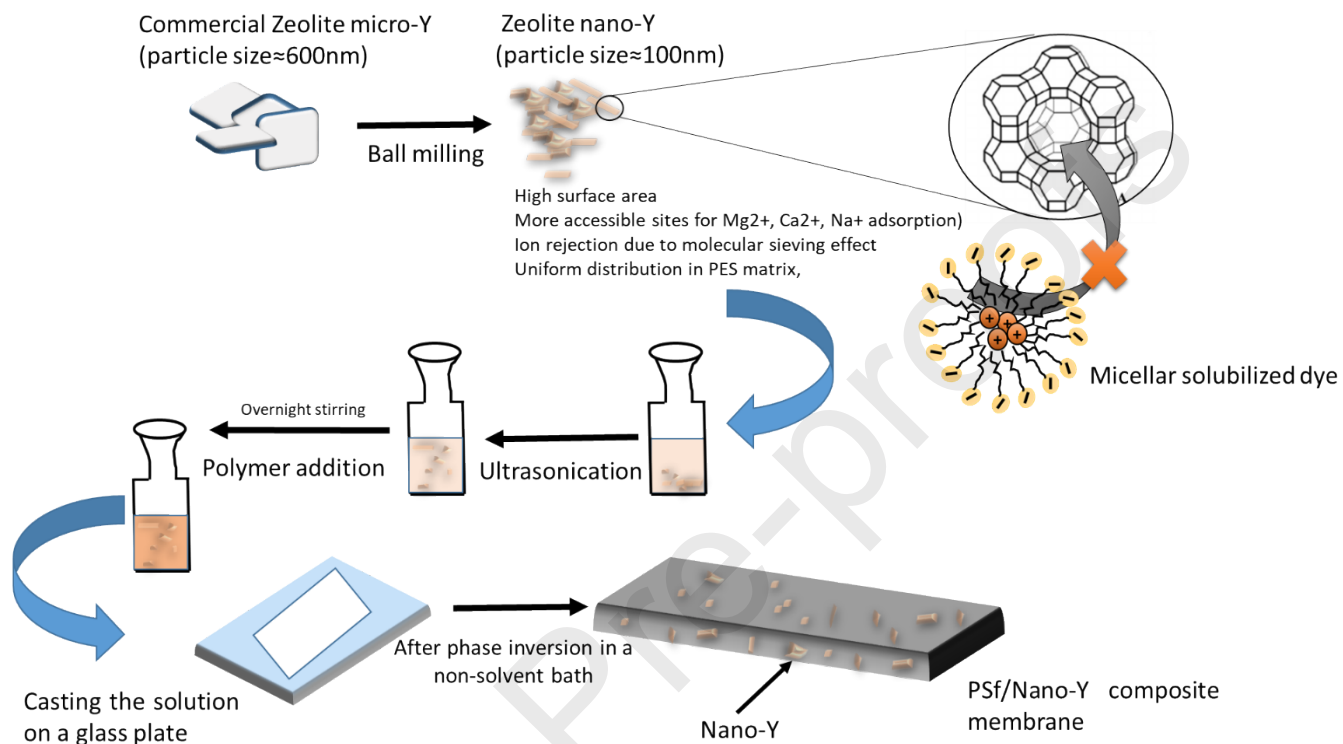 Commercial Zeolite micro-Y
(particle size≈600nm)
Zeolite nano-Y
(particle size≈100nm)
Ball milling
High surface area
More accessible sites for Mg2+, Ca2+, Na+ adsorption)
Ion rejection due to molecular sieving effect
Uniform distribution in PES matrix,
Micellar solubilized dye
Overnight stirring
Polymer addition
Ultrasonication
Casting the solution
on a glass plate
After phase inversion in a
non-solvent bath
Nano-Y
PSf/Nano-Y composite
membrane
Pre-proofs